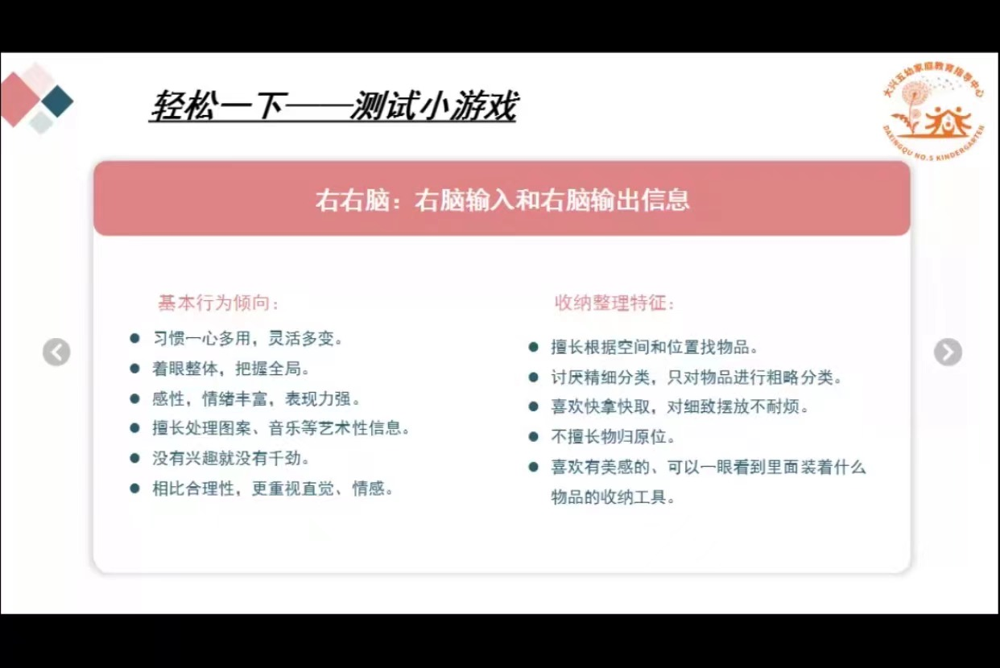 轻松一下——测试小游戏
大兴五幼家庭教育指导中心
DAXINGQU NO.5 KINDERGARTEN
右右脑：右脑输入和右脑输出信息
基本行为倾向：
习惯一心多用，灵活多变。
着眼整体，把握全局。
感性，情绪丰富，表现力强。
擅长处理图案、音乐等艺术性信息。
没有兴趣就没有干劲。
相比合理性，更重视直觉、情感。
收纳整理特征：
擅长根据空间和位置找物品。
讨厌精细分类，只对物品进行粗略分类。
喜欢快拿快取，对细致摆放不耐烦。
不擅长物归原位。
喜欢有美感的、可以一眼看到里面装着什么
物品的收纳工具。